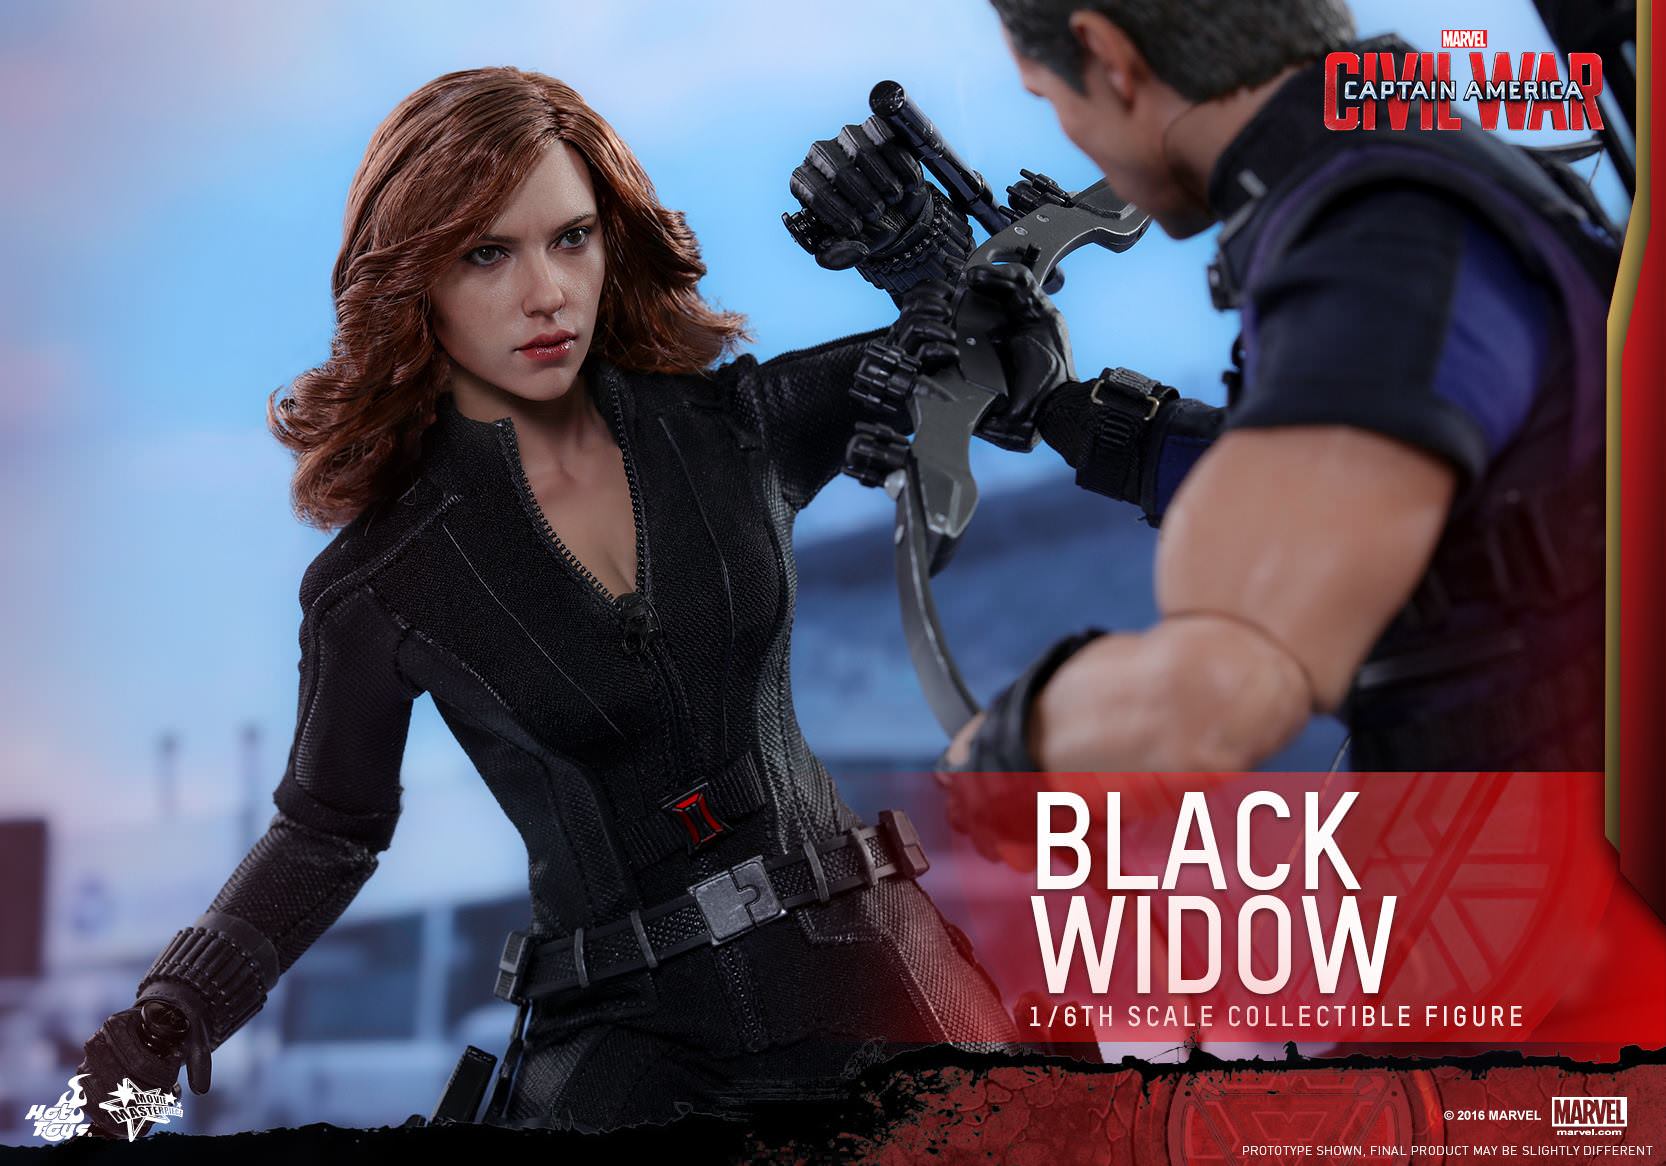 MARVEL
CIVIL WAR
CAPTAIN AMERICA
BLACK
WIDOW
1/6TH SCALE COLLECTIBLE FIGURE
Hot
Toys.
MOVIE
MASTERPIECE
© 2016 MARVEL
MARVEL
marvel.com
PROTOTYPE SHOWN, FINAL PRODUCT MAY BE SLIGHTLY DIFFERENT